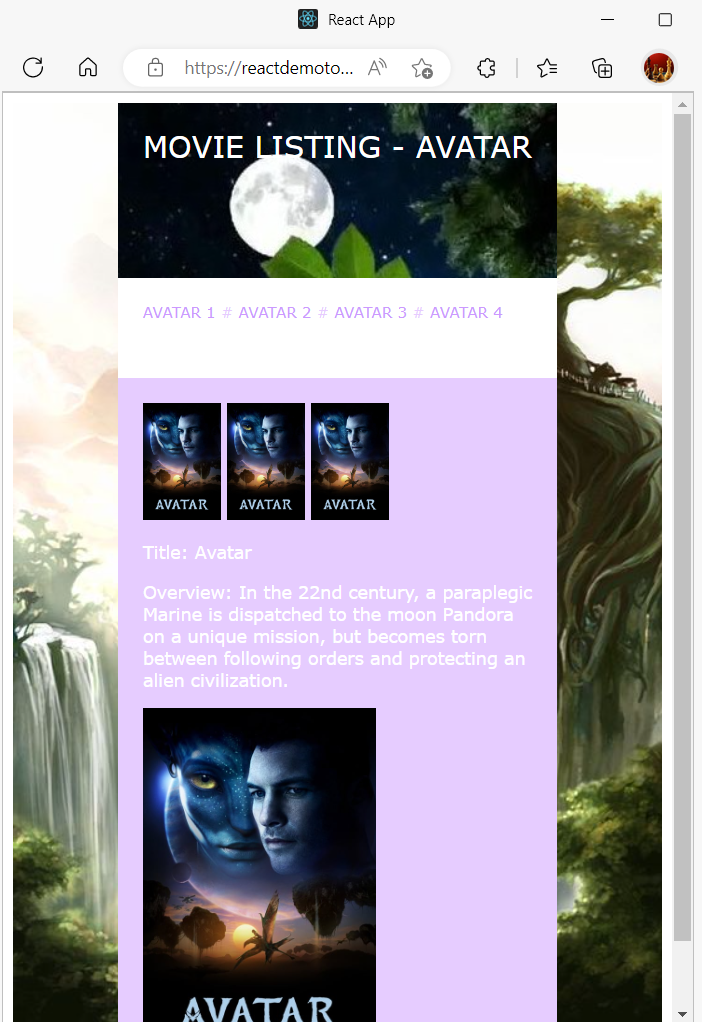 React App
https://reactdemoto...
MOVIE LISTING - AVATAR
AVATAR 1 # AVATAR 2 # AVATAR 3 # AVATAR 4
AVATAR AVATAR AVATAR
Title: Avatar
Overview: In the 22nd century, a paraplegic
Marine is dispatched to the moon Pandora
on a unique mission, but becomes torn
between following orders and protecting an
alien civilization.
AVATAR